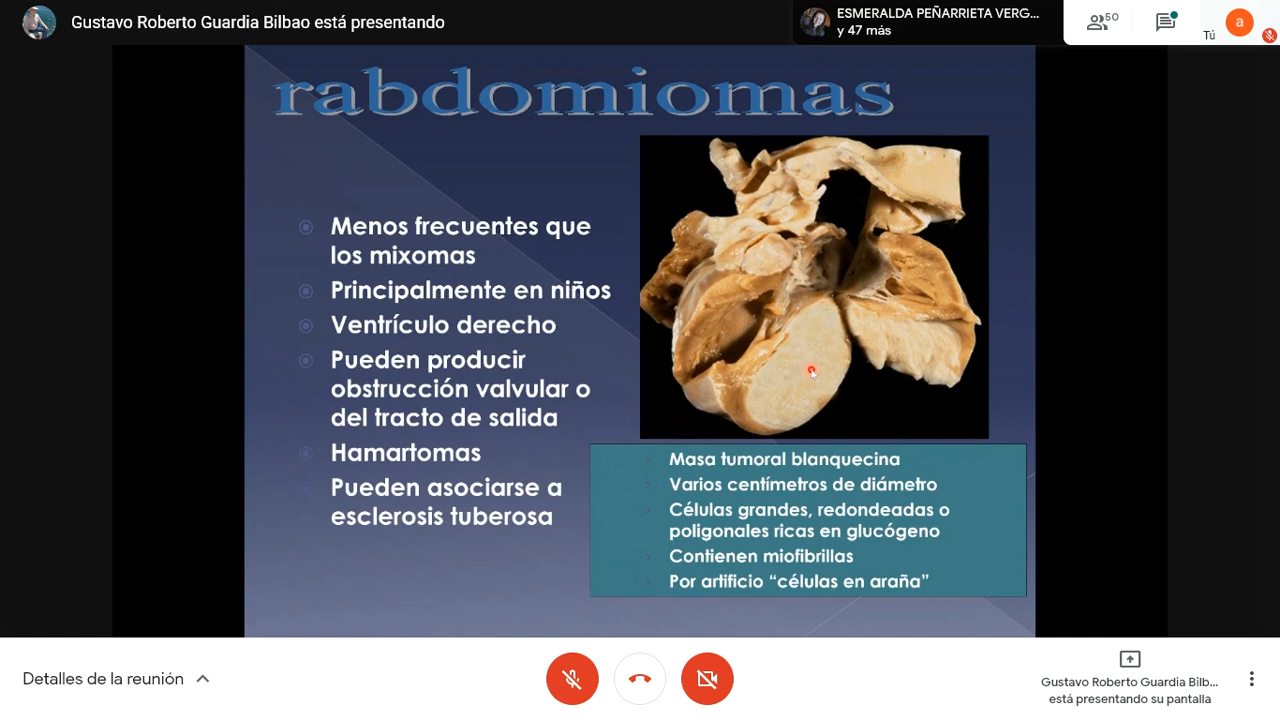 Gustavo Roberto Guardia Bilbao está presentando
ESMERALDA PEÑARRIETA VERG...
y 47 más
50
Tú
a
rabdomiomas
Menos frecuentes que
los mixomas
Principalmente en niños
Ventrículo derecho
Pueden producir
obstrucción valvular o
del tracto de salida
Hamartomas
Pueden asociarse a
esclerosis tuberosa
Masa tumoral blanquecina
Varios centímetros de diámetro
Células grandes, redondeadas o
poligonales ricas en glucógeno
Contienen miofibrillas
Por artificio “células en araña”
Detalles de la reunión
Gustavo Roberto Guardia Bilb...
está presentando su pantalla